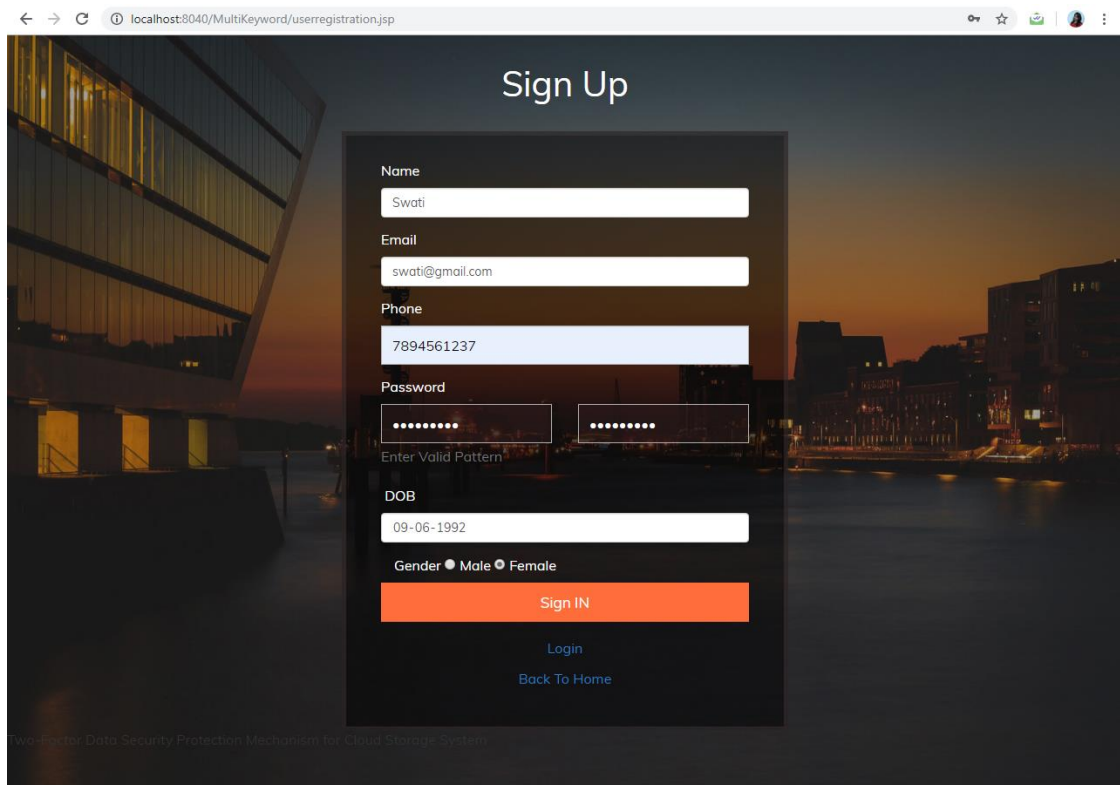 localhost:8040/MultiKeyword/userregistration.jsp
Sign Up
Name
Swati
Email
swati@gmail.com
Phone
7894561237
Password
••••••••• •••••••••
Enter Valid Pattern
DOB
09-06-1992
Gender Male Female
Sign IN
Login
Back To Home
Two-Factor Data Security Protection Mechanism for Cloud Storage System